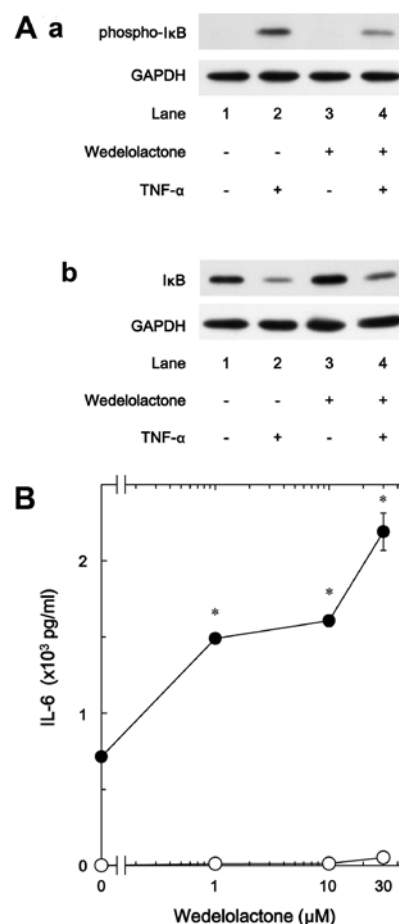 A a
phospho-IκB
GAPDH
Lane 1 2 3 4
Wedelolactone - - + +
TNF-α - + - +
b
IκB
GAPDH
Lane 1 2 3 4
Wedelolactone - - + +
TNF-α - + - +
B
*
2
*
*
IL-6 (x10³ pg/ml)
1
0
0 1 10 30
Wedelolactone (μM)